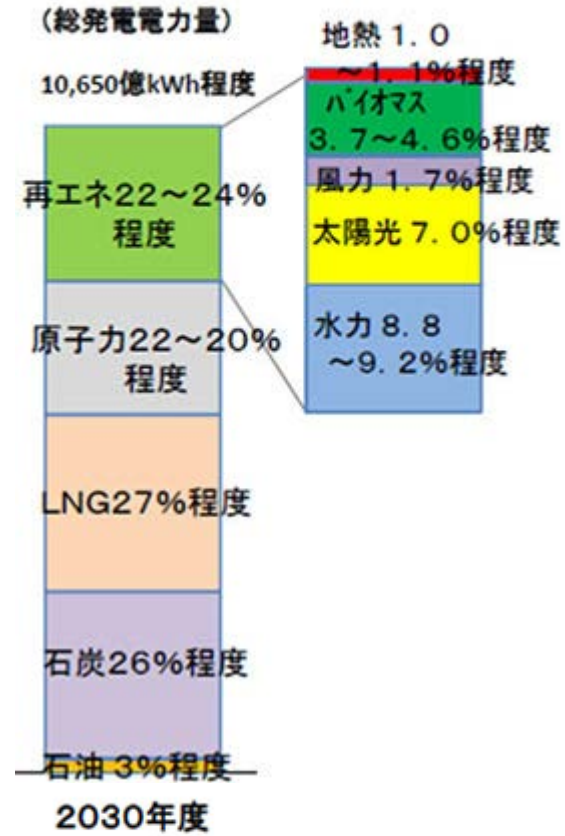 (総発電電力量)
10,650億kWh程度
再エネ22～24%
程度
原子力22～20%
程度
LNG27%程度
石炭26%程度
石油 3%程度
2030年度
地熱 1. 0
～1. 1%程度
バイオマス
3. 7～4. 6%程度
風力 1. 7%程度
太陽光 7. 0%程度
水力 8. 8
～9. 2%程度